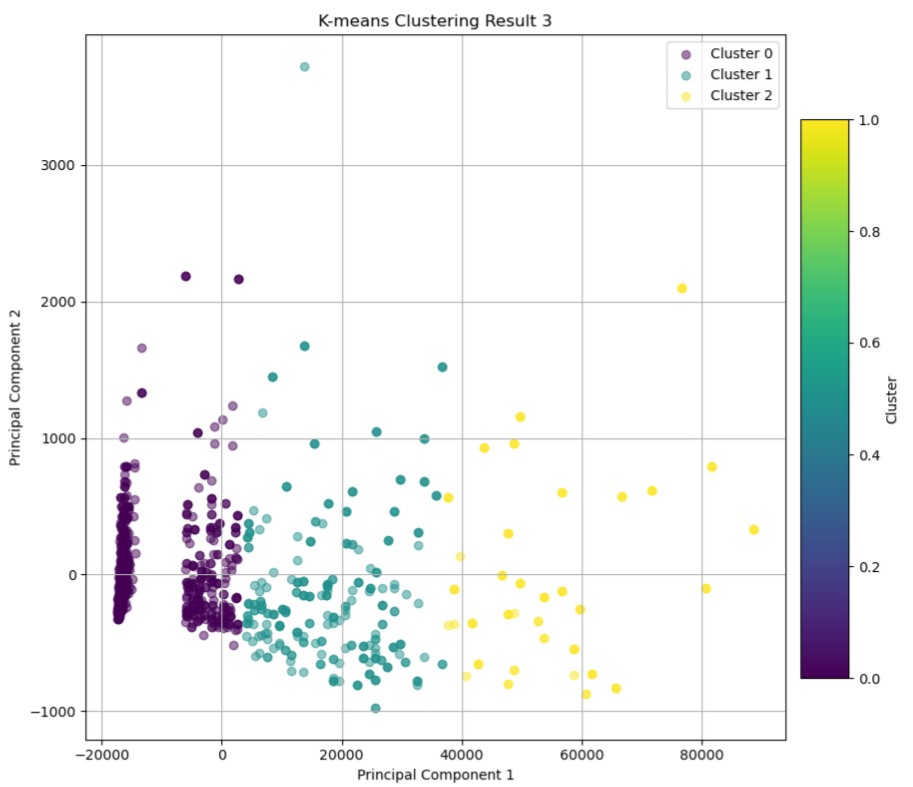 K-means Clustering Result 3
Cluster 0
Cluster 1
Cluster 2
3000
2000
1000
0
−1000
Principal Component 2
−20000 0 20000 40000 60000 80000
Principal Component 1
1.0
0.8
0.6
0.4
0.2
0.0
Cluster